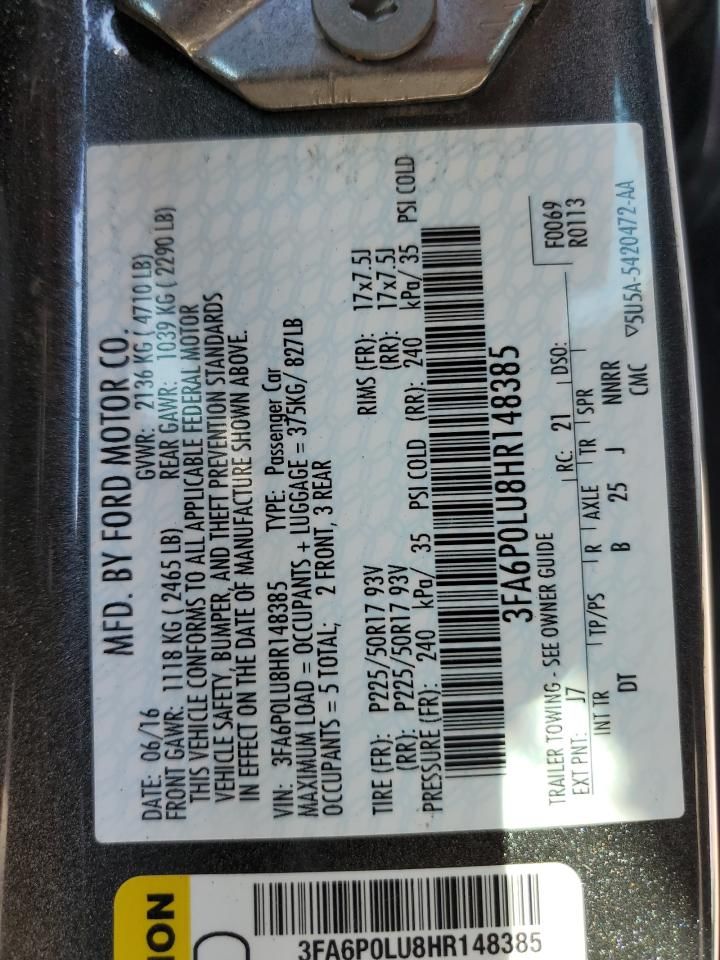 MFD. BY FORD MOTOR CO.
DATE: 06/16 GVWR: 2136 KG ( 4710 LB)
FRONT GAWR: 1118 KG ( 2465 LB) REAR GAWR: 1039 KG ( 2290 LB)
THIS VEHICLE CONFORMS TO ALL APPLICABLE FEDERAL MOTOR
VEHICLE SAFETY, BUMPER, AND THEFT PREVENTION STANDARDS
IN EFFECT ON THE DATE OF MANUFACTURE SHOWN ABOVE.
VIN: 3FA6P0LU8HR148385 TYPE: Passenger Car
MAXIMUM LOAD = OCCUPANTS + LUGGAGE = 375KG/ 827LB
OCCUPANTS = 5 TOTAL; 2 FRONT, 3 REAR
TIRE (FR): P225/50R17 93V RIMS (FR): 17x7.5J
(RR): P225/50R17 93V (RR): 17x7.5J
PRESSURE (FR): 240 kPa/ 35 PSI COLD (RR): 240 kPa/ 35 PSI COLD
3FA6P0LU8HR148385
TRAILER TOWING - SEE OWNER GUIDE
F0069
R0113
EXT PNT: J7 RC: 21 DSO:
INT TR TP/PS R AXLE TR SPR
DT B 25 J NNRR
CMC
▽5U5A-5420472-AA
ION
3FA6P0LU8HR148385